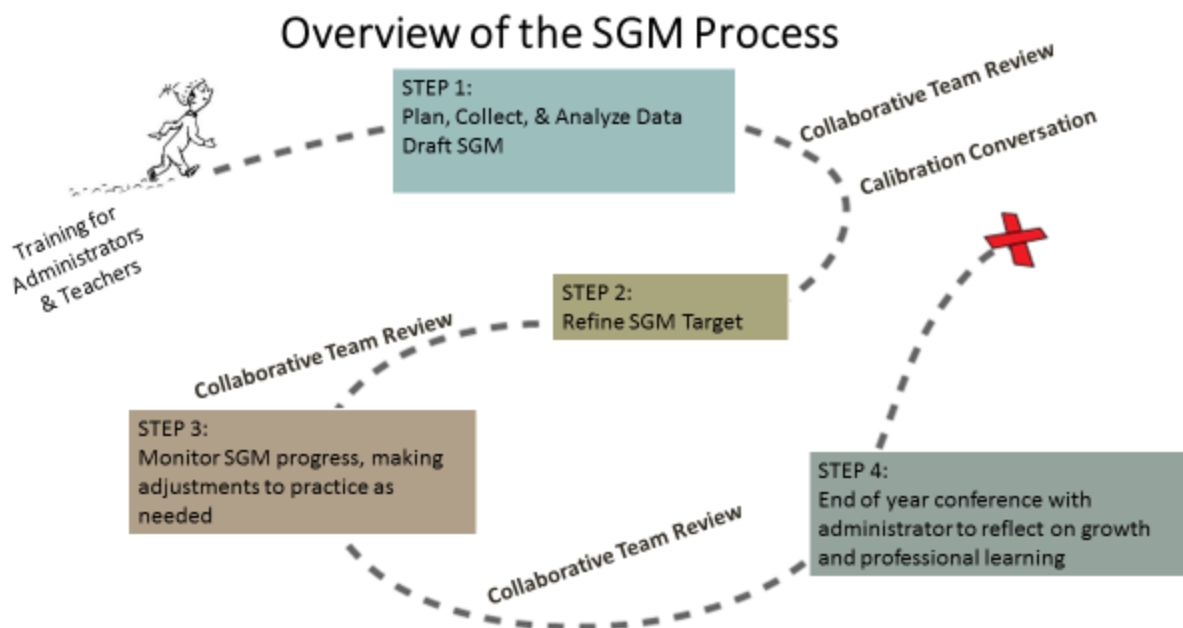 Overview of the SGM Process
STEP 1:
Plan, Collect, & Analyze Data
Draft SGM
Collaborative Team Review
Calibration Conversation
Training for
Administrators
& Teachers
STEP 2:
Refine SGM Target
Collaborative Team Review
STEP 3:
Monitor SGM progress, making
adjustments to practice as
needed
Collaborative Team Review
STEP 4:
End of year conference with
administrator to reflect on growth
and professional learning